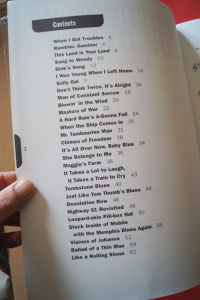 Contents
When I Got Troubles 6
Rambler, Gambler 8
This Land Is Your Land 8
Song to Woody 10
Dink's Song 12
I Was Young When I Left Home 14
Sally Gal 3
Don't Think Twice, It's Alright 16
Man of Constant Sorrow 18
Blowin' in the Wind 20
Masters of War 22
A Hard Rain's A-Gonna Fall 24
When the Ship Comes In 26
Mr. Tambourine Man 31
Chimes of Freedom 28
It's All Over Now, Baby Blue 34
She Belongs to Me 36
Maggie's Farm 38
It Takes a Lot to Laugh,
It Takes a Train to Cry 43
Tombstone Blues 40
Just Like Tom Thumb's Blues 44
Desolation Row 46
Highway 61 Revisited 48
Leopard-skin Pill-box Hat 50
Stuck Inside of Mobile
with the Memphis Blues Again 56
Visions of Johanna 52
Ballad of a Thin Man 59
Like a Rolling Stone 62